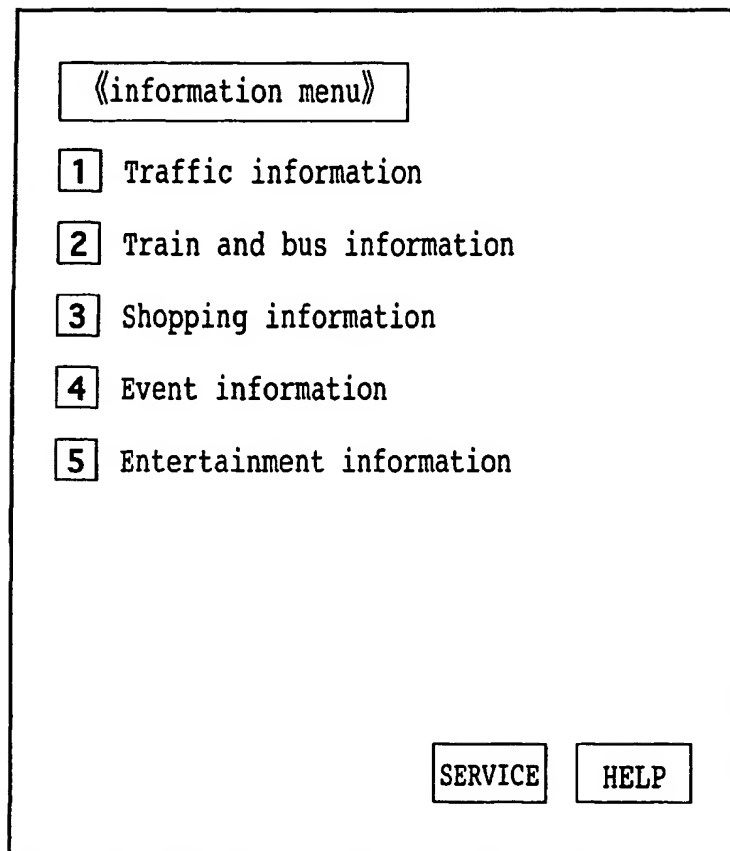 《information menu》
1 Traffic information
2 Train and bus information
3 Shopping information
4 Event information
5 Entertainment information
SERVICE HELP